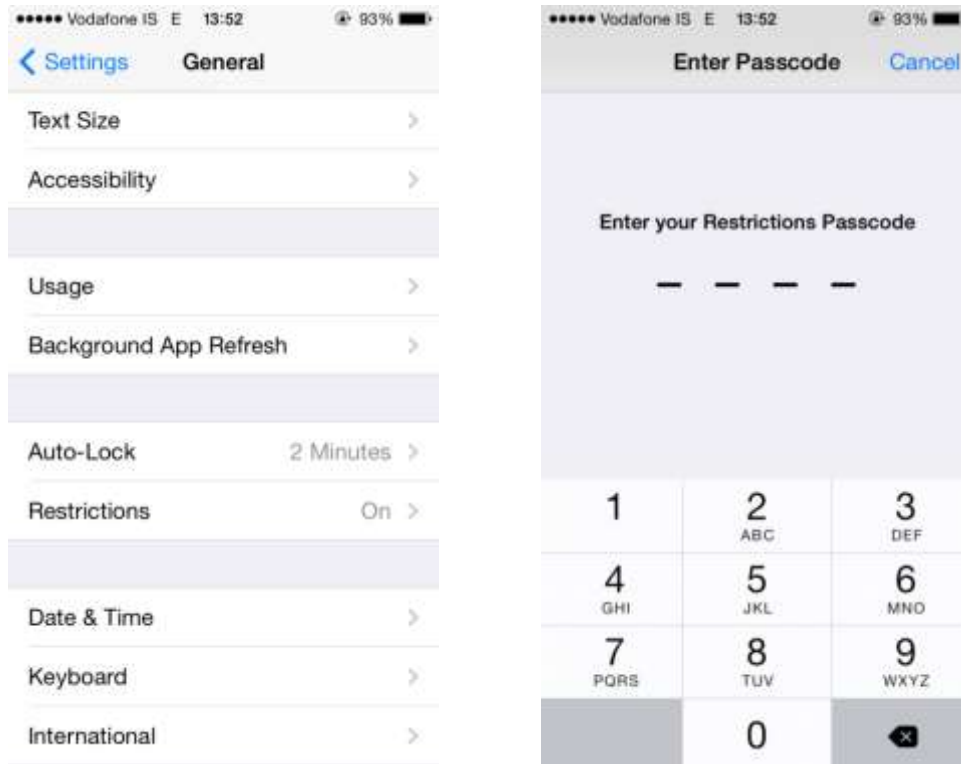 Vodafone IS E 13:52 93%
Settings General
Text Size
Accessibility
Usage
Background App Refresh
Auto-Lock 2 Minutes
Restrictions On
Date & Time
Keyboard
International
Vodafone IS E 13:52 93%
Enter Passcode Cancel
Enter your Restrictions Passcode
1 2 3
ABC DEF
4 5 6
GHI JKL MNO
7 8 9
PQRS TUV WXYZ
0